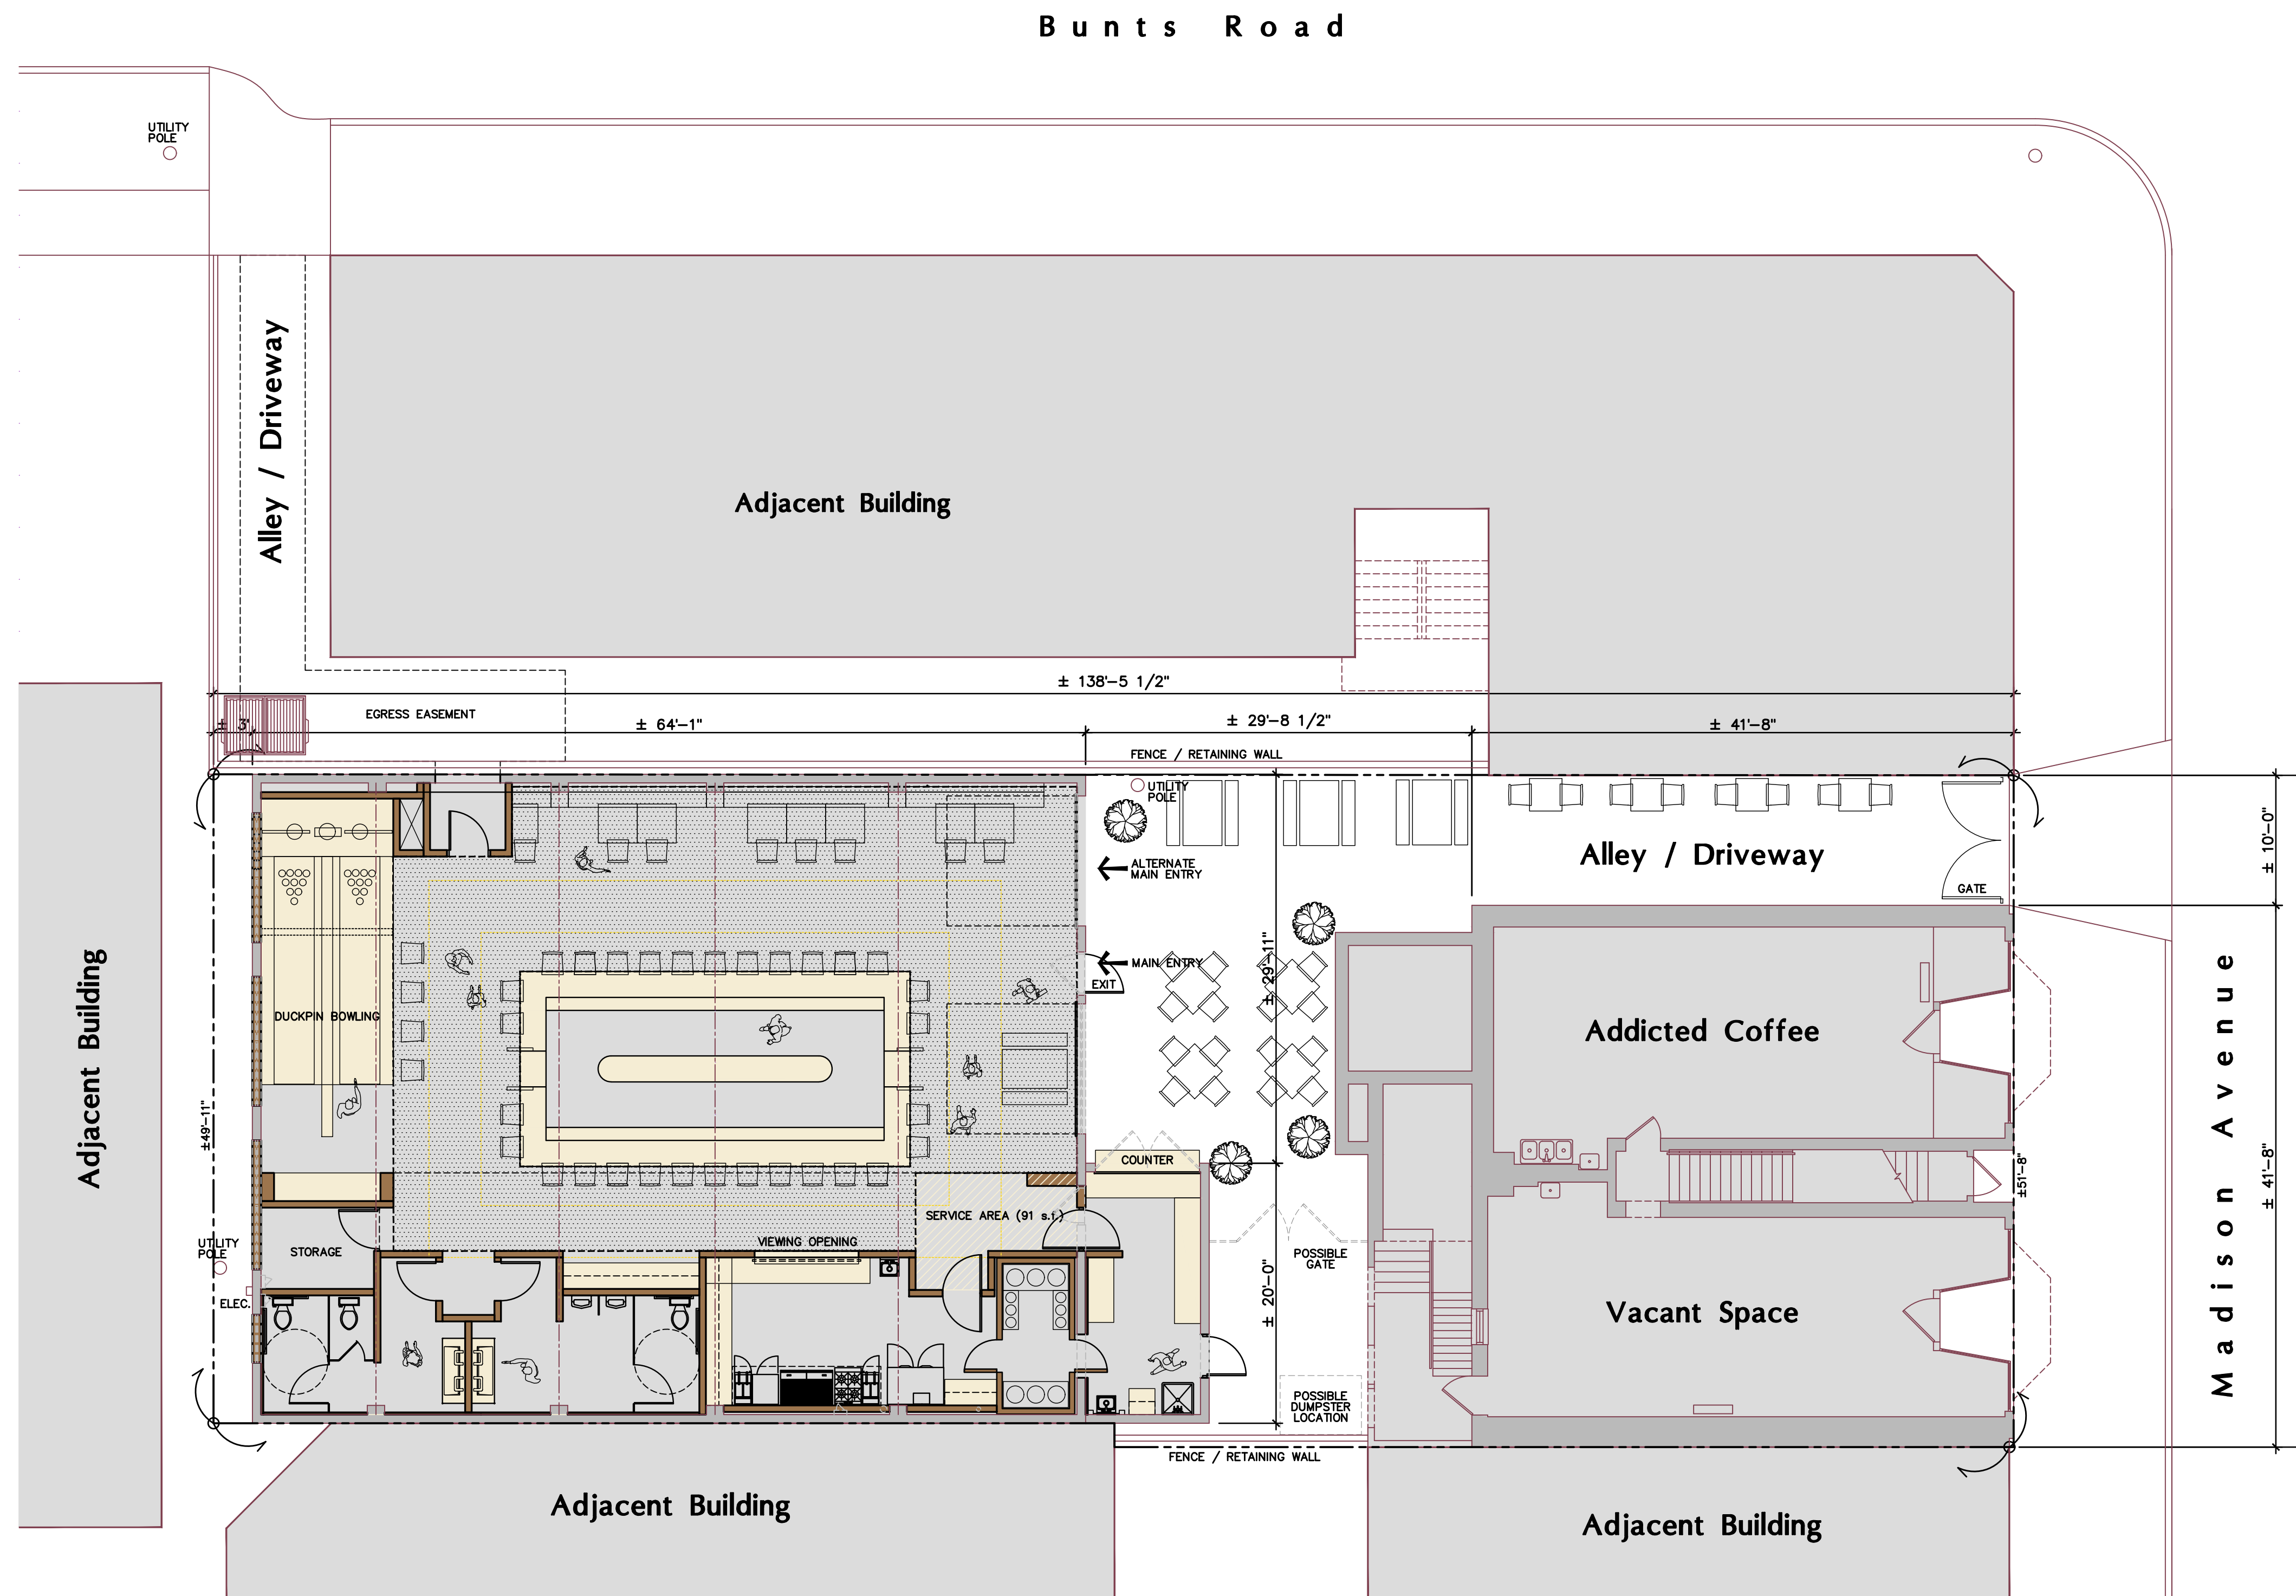 Bunts Road
UTILITY
POLE
Alley / Driveway
Adjacent Building
± 138'-5 1/2"
EGRESS EASEMENT
± 3'
± 64'-1"
± 29'-8 1/2"
± 41'-8"
FENCE / RETAINING WALL
UTILITY
POLE
ALTERNATE
MAIN ENTRY
Alley / Driveway
GATE
± 10'-0"
MAIN ENTRY
EXIT
± 29'-11"
DUCKPIN BOWLING
Adjacent Building
±49'-11"
Addicted Coffee
Madison Avenue
COUNTER
±51'-8"
± 41'-8"
SERVICE AREA (91 s.f.)
VIEWING OPENING
STORAGE
UTILITY
POLE
ELEC.
POSSIBLE
GATE
± 20'-0"
Vacant Space
POSSIBLE
DUMPSTER
LOCATION
FENCE / RETAINING WALL
Adjacent Building
Adjacent Building